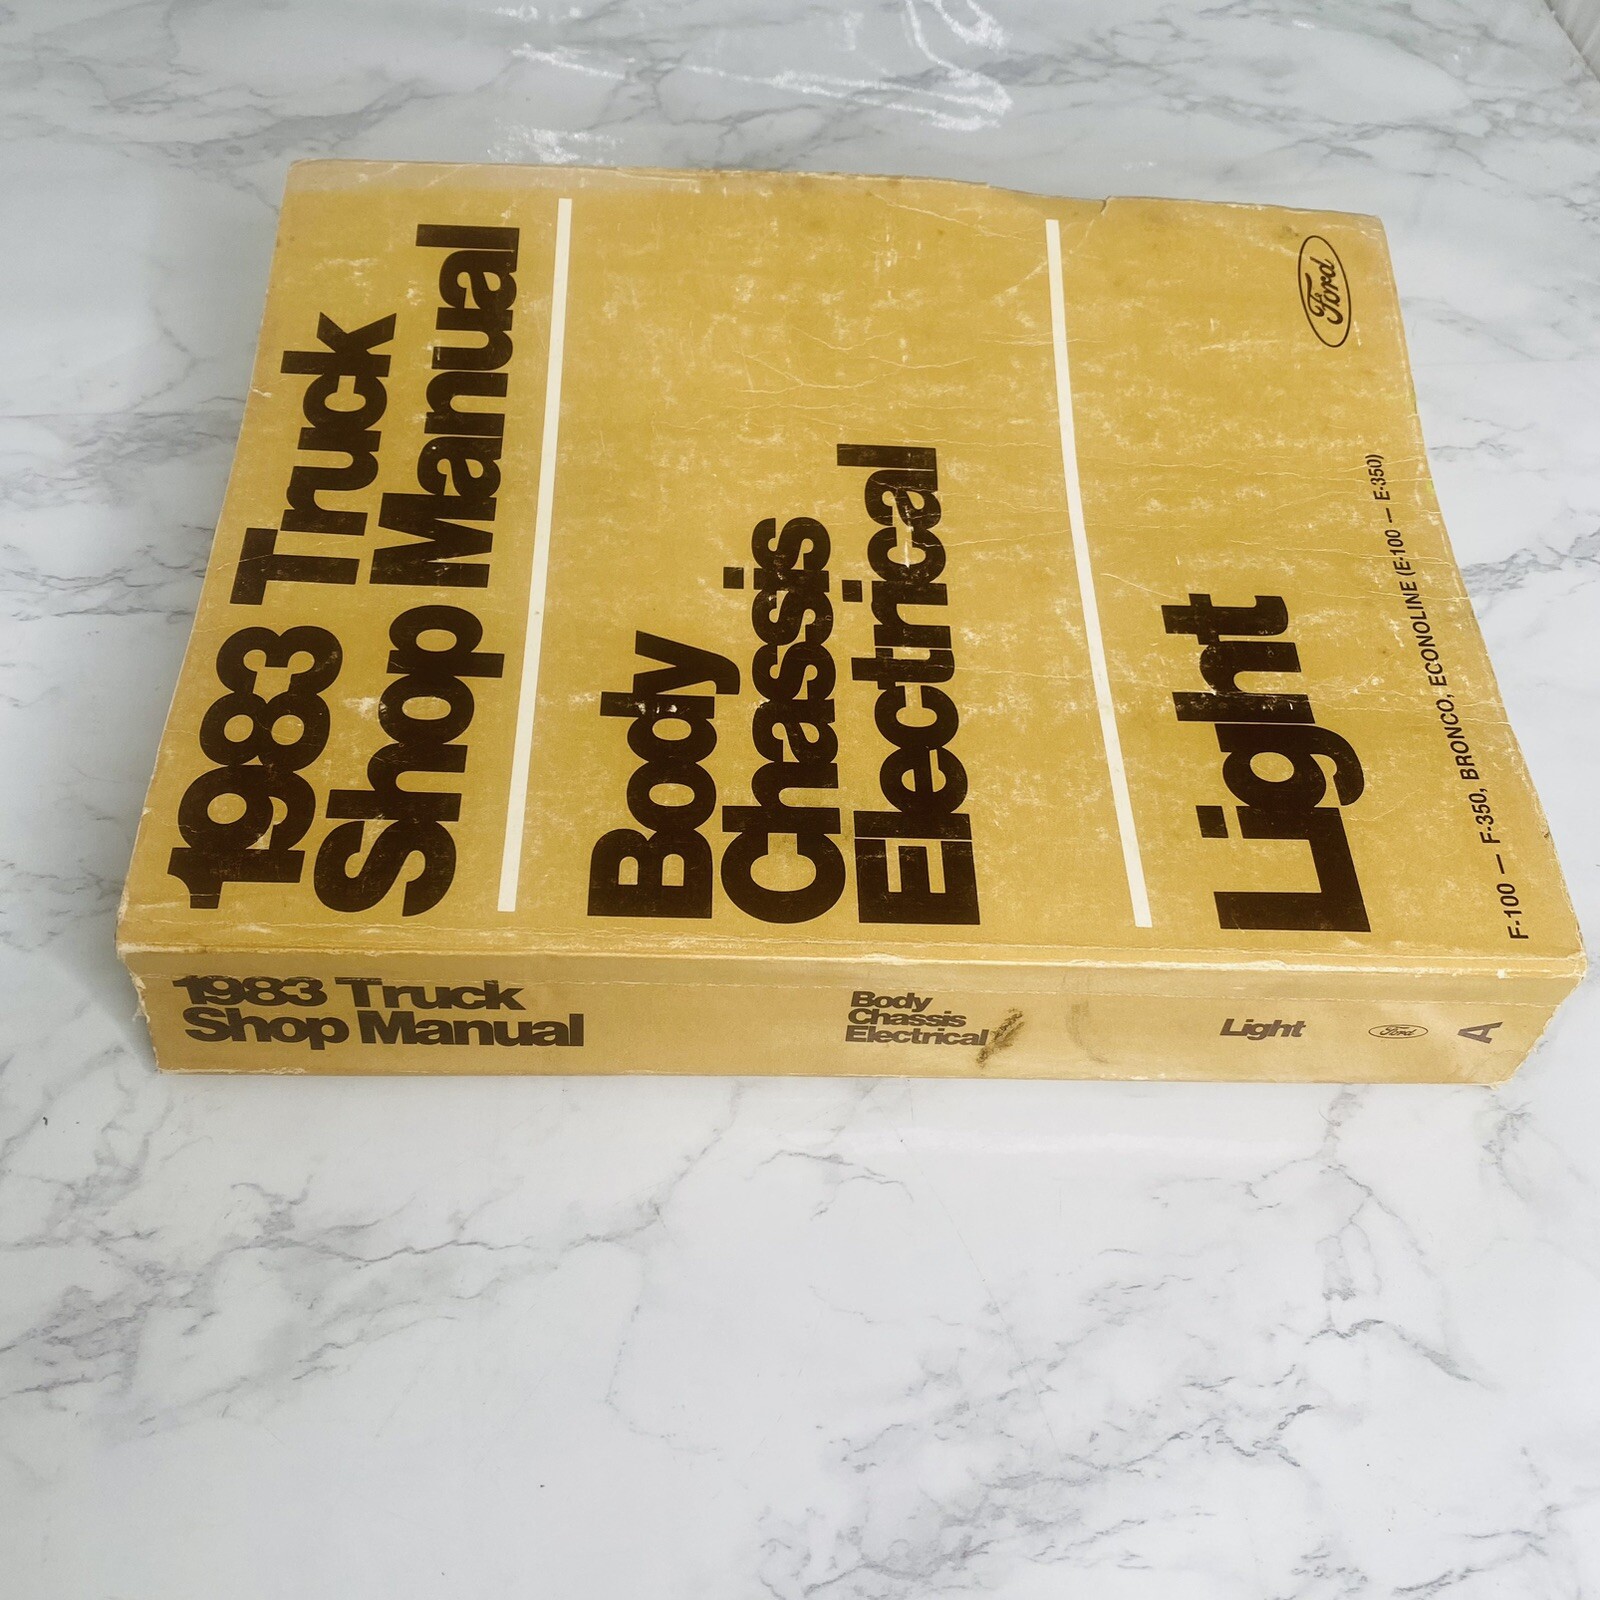 1983 Truck
Shop Manual
Body
Chassis
Electrical
Light
F-100 — F-350, BRONCO, ECONOLINE (E-100 — E-350)
Ford
1983 Truck
Shop Manual
Body
Chassis
Electrical
Light
Ford
A